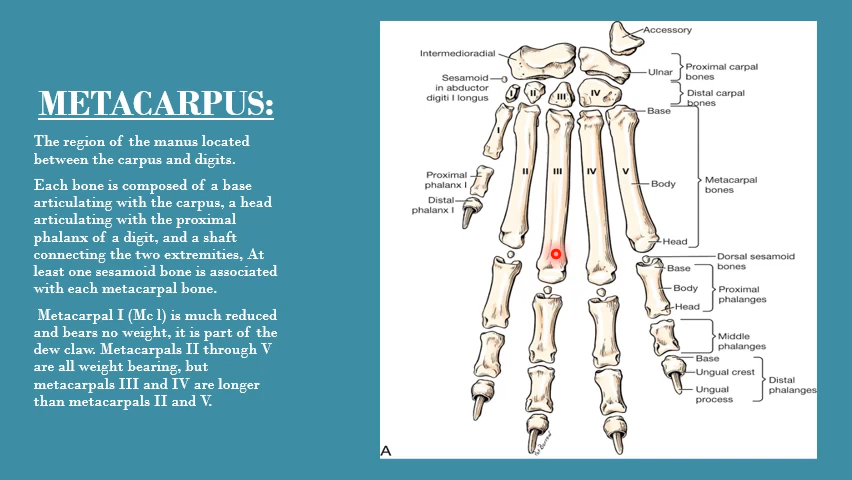 METACARPUS:
The region of the manus located
between the carpus and digits.
Each bone is composed of a base
articulating with the carpus, a head
articulating with the proximal
phalanx of a digit, and a shaft
connecting the two extremities, At
least one sesamoid bone is associated
with each metacarpal bone.
Metacarpal I (Mc l) is much reduced
and bears no weight, it is part of the
dew claw. Metacarpals II through V
are all weight bearing, but
metacarpals III and IV are longer
than metacarpals II and V.
Accessory
Intermedioradial
Ulnar
Proximal carpal
bones
Sesamoid
in abductor
digiti I longus
I
II
III
IV
Distal carpal
bones
Base
I
II
III
IV
V
Proximal
phalanx I
Body
Metacarpal
bones
Distal
phalanx I
Head
Dorsal sesamoid
bones
Base
Body
Head
Proximal
phalanges
Middle
phalanges
Base
Ungual crest
Ungual
process
Distal
phalanges
A